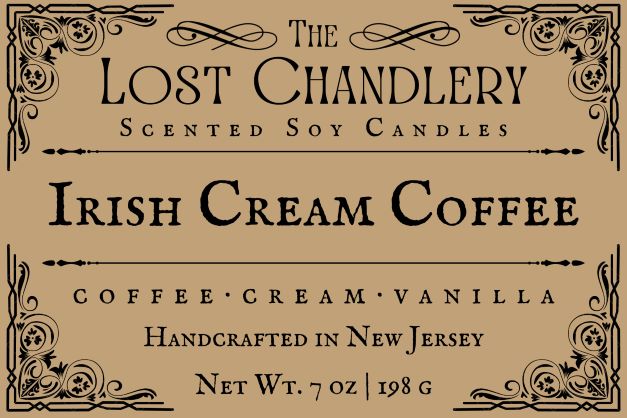 The
Lost Chandlery
Scented Soy Candles
Irish Cream Coffee
COFFEE·CREAM·VANILLA
Handcrafted in New Jersey
Net Wt. 7 oz | 198 g